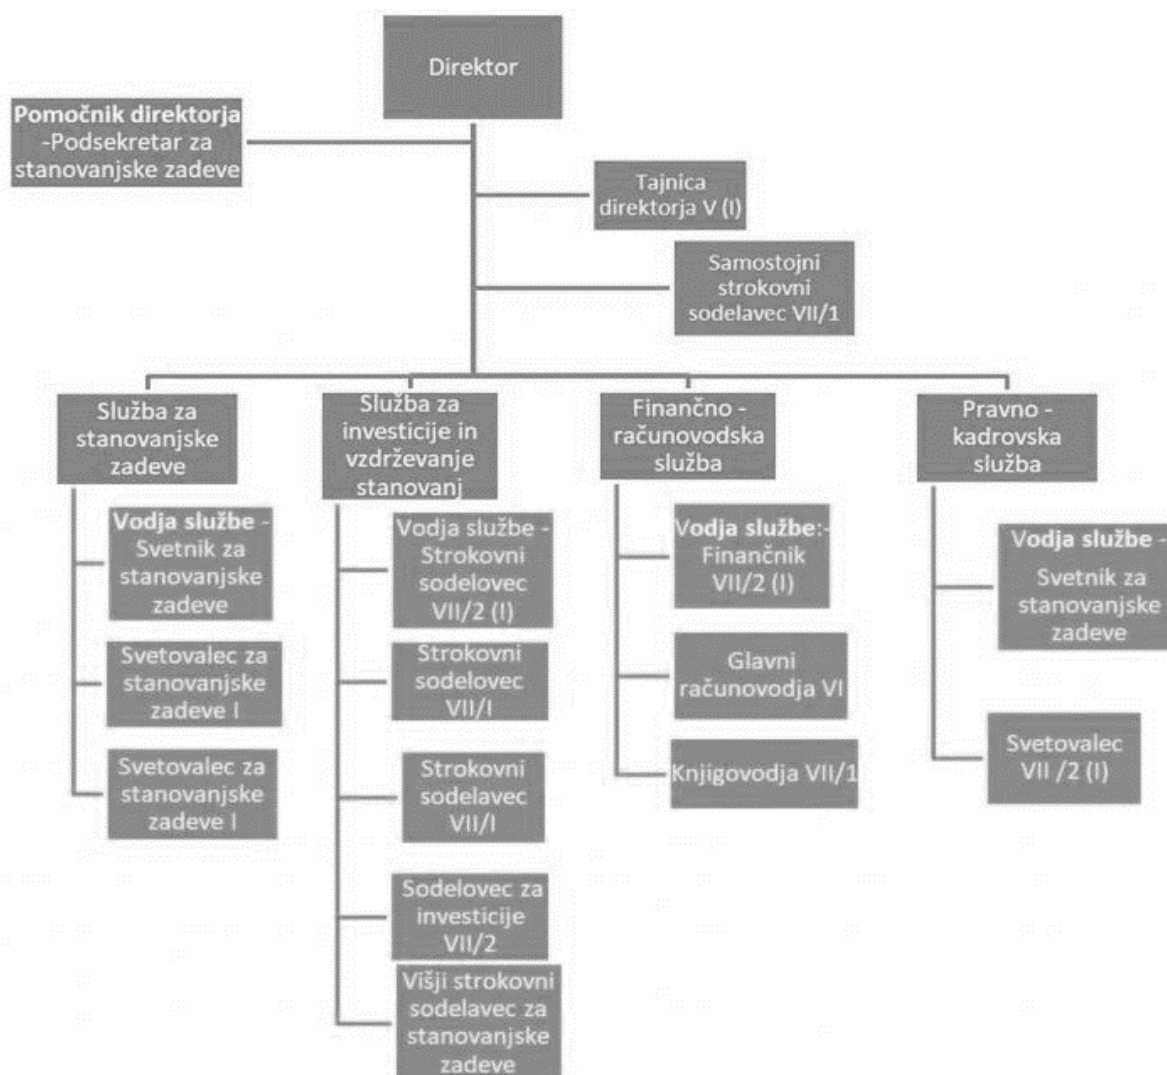 Direktor
Pomočnik direktorja
-Podsekretar za
stanovanjske zadeve
Tajnica
direktorja V (I)
Samostojni
strokovni
sodelavec VII/1
Služba za
stanovanjske
zadeve
Vodja službe -
Svetnik za
stanovanjske
zadeve
Svetovalec za
stanovanjske
zadeve I
Svetovalec za
stanovanjske
zadeve I
Služba za
investicije in
vzdrževanje
stanovanj
Vodja službe -
Strokovni
sodelovec
VII/2 (I)
Strokovni
sodelovec
VII/I
Strokovni
sodelavec
VII/I
Sodelovec za
investicije
VII/2
Višji strokovni
sodelavec za
stanovanjske
zadeve
Finančno -
računovodska
služba
Vodja službe:-
Finančnik
VII/2 (I)
Glavni
računovodja VI
Knjigovodja VII/1
Pravno -
kadrovska
služba
Vodja službe -
Svetnik za
stanovanjske
zadeve
Svetovalec
VII /2 (I)